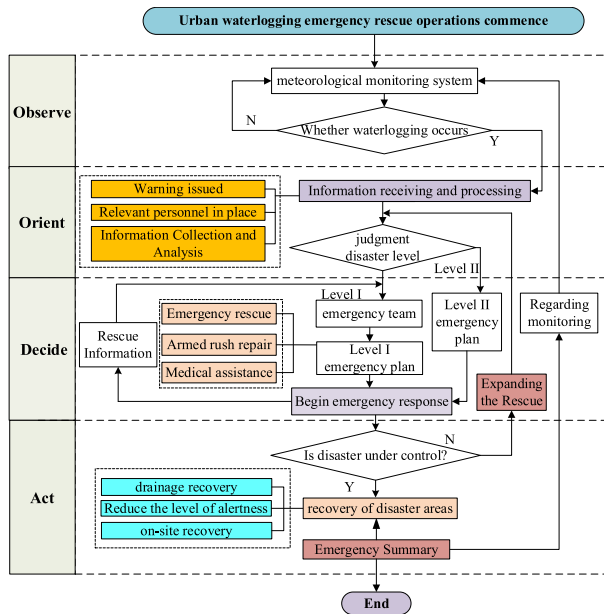 Urban waterlogging emergency rescue operations commence
Observe
meteorological monitoring system
N
Whether waterlogging occurs
Y
Orient
Warning issued
Relevant personnel in place
Information Collection and
Analysis
Information receiving and processing
judgment
disaster level
Level II
Decide
Rescue
Information
Emergency rescue
Armed rush repair
Medical assistance
Level I
emergency team
Level I
emergency plan
Level II
emergency
plan
Regarding
monitoring
Begin emergency response
Expanding
the Rescue
Act
Is disaster under control?
N
Y
drainage recovery
Reduce the level of alertness
on-site recovery
recovery of disaster areas
Emergency Summary
End